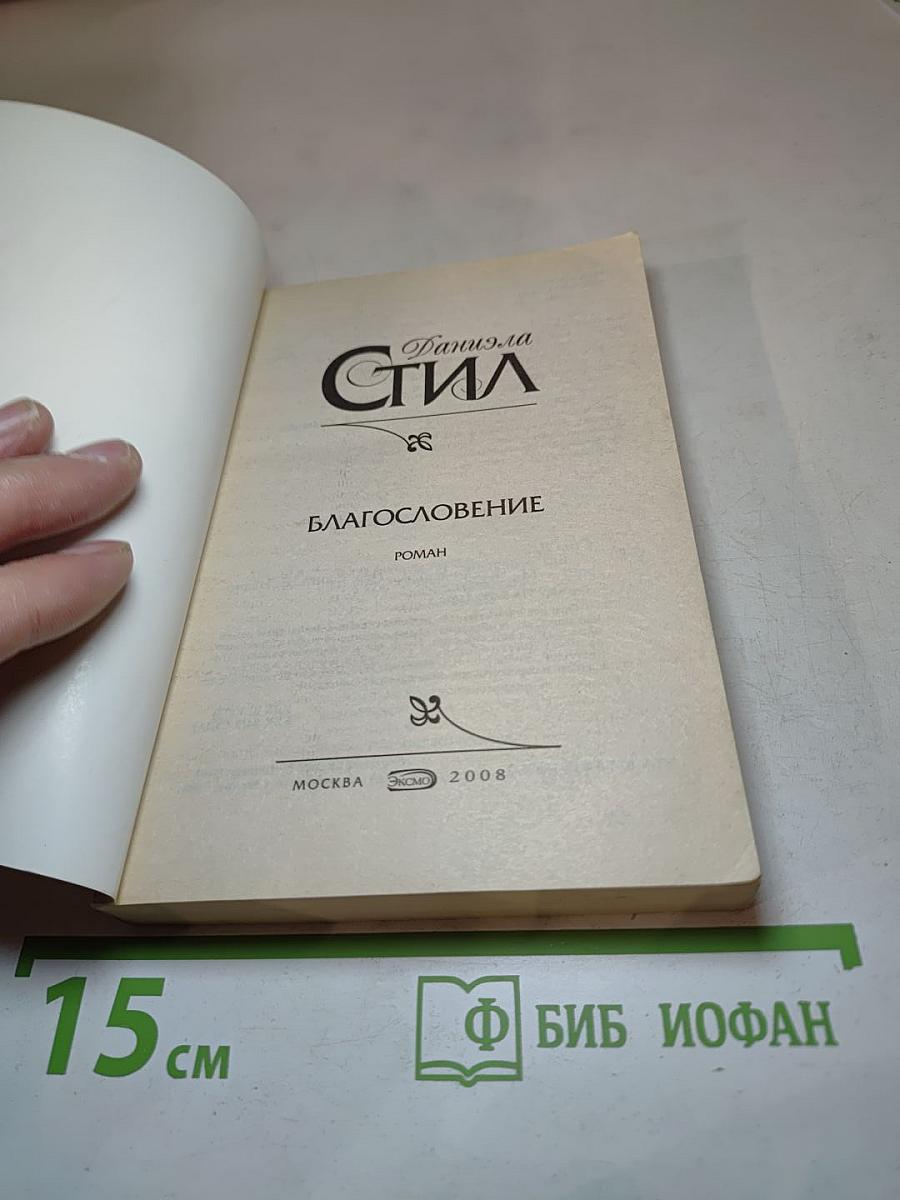 Даниэла
Стил
БЛАГОСЛОВЕНИЕ
РОМАН
МОСКВА ЭКСМО 2008
15 см
Ф БИБ ИОФАН